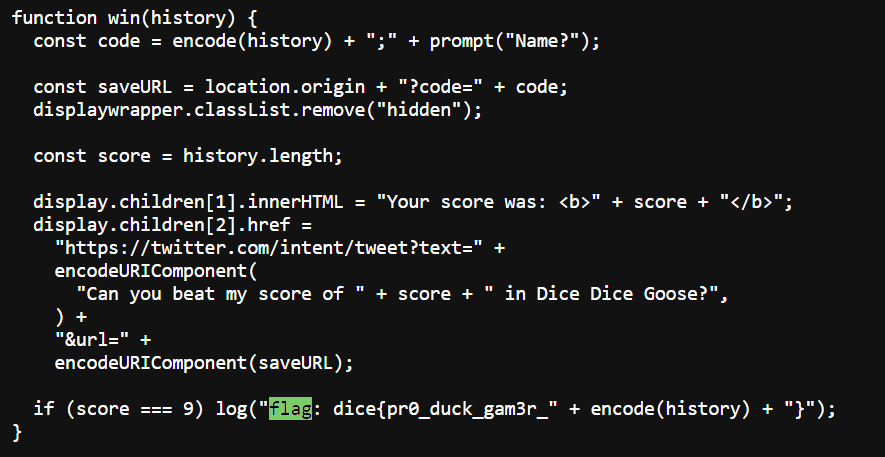 function win(history) {
const code = encode(history) + ";" + prompt("Name?");
const saveURL = location.origin + "?code=" + code;
displaywrapper.classList.remove("hidden");
const score = history.length;
display.children[1].innerHTML = "Your score was: <b>" + score + "</b>";
display.children[2].href =
"https://twitter.com/intent/tweet?text=" +
encodeURIComponent(
"Can you beat my score of " + score + " in Dice Dice Goose?",
) +
"&url=" +
encodeURIComponent(saveURL);
if (score === 9) log("flag: dice{pr0_duck_gam3r_" + encode(history) + "}");
}